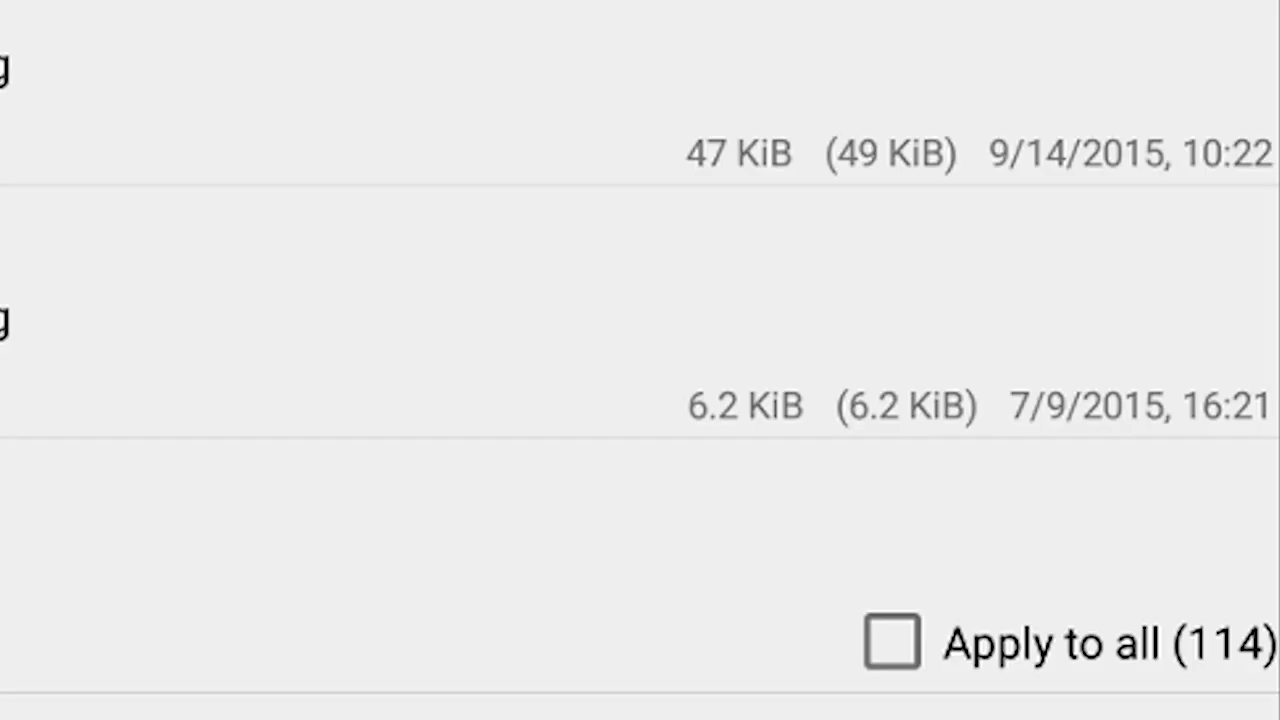 g
47 KiB (49 KiB) 9/14/2015, 10:22
g
6.2 KiB (6.2 KiB) 7/9/2015, 16:21
Apply to all (114)